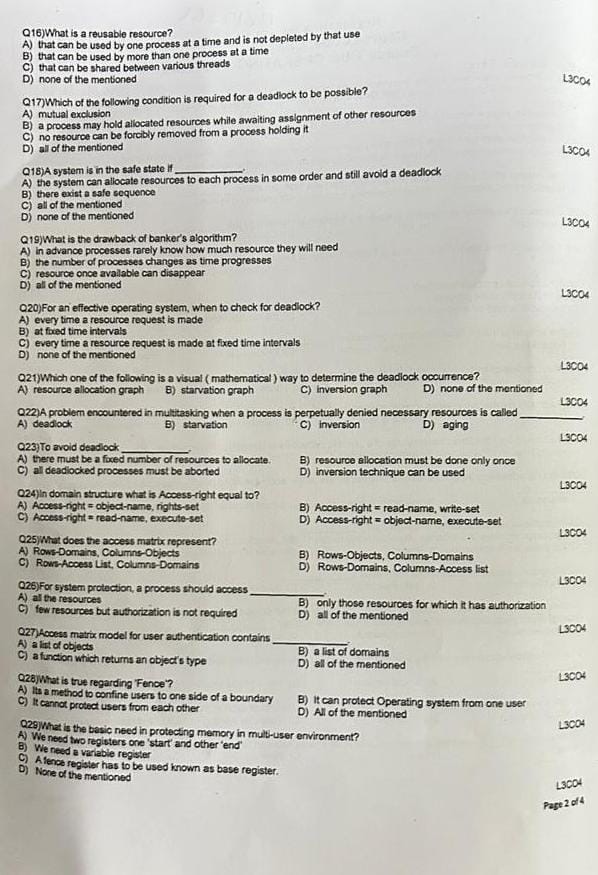 Q16)What is a reusable resource?
A) that can be used by one process at a time and is not depleted by that use
B) that can be used by more than one process at a time
C) that can be shared between various threads
D) none of the mentioned
L3CO4
Q17)Which of the following condition is required for a deadlock to be possible?
A) mutual exclusion
B) a process may hold allocated resources while awaiting assignment of other resources
C) no resource can be forcibly removed from a process holding it
D) all of the mentioned
L3CO4
Q18)A system is in the safe state if ____________.
A) the system can allocate resources to each process in some order and still avoid a deadlock
B) there exist a safe sequence
C) all of the mentioned
D) none of the mentioned
L3CO4
Q19)What is the drawback of banker's algorithm?
A) in advance processes rarely know how much resource they will need
B) the number of processes changes as time progresses
C) resource once available can disappear
D) all of the mentioned
L3CO4
Q20)For an effective operating system, when to check for deadlock?
A) every time a resource request is made
B) at fixed time intervals
C) every time a resource request is made at fixed time intervals
D) none of the mentioned
L3CO4
Q21)Which one of the following is a visual ( mathematical ) way to determine the deadlock occurrence?
A) resource allocation graph B) starvation graph C) inversion graph D) none of the mentioned
L3CO4
Q22)A problem encountered in multitasking when a process is perpetually denied necessary resources is called ____________
A) deadlock B) starvation C) inversion D) aging
L3CO4
Q23)To avoid deadlock ____________.
A) there must be a fixed number of resources to allocate. B) resource allocation must be done only once
C) all deadlocked processes must be aborted D) inversion technique can be used
L3CO4
Q24)In domain structure what is Access-right equal to?
A) Access-right = object-name, rights-set B) Access-right = read-name, write-set
C) Access-right = read-name, execute-set D) Access-right = object-name, execute-set
L3CO4
Q25)What does the access matrix represent?
A) Rows-Domains, Columns-Objects B) Rows-Objects, Columns-Domains
C) Rows-Access List, Columns-Domains D) Rows-Domains, Columns-Access list
L3CO4
Q26)For system protection, a process should access ____________.
A) all the resources B) only those resources for which it has authorization
C) few resources but authorization is not required D) all of the mentioned
L3CO4
Q27)Access matrix model for user authentication contains ____________.
A) a list of objects B) a list of domains
C) a function which returns an object's type D) all of the mentioned
L3CO4
Q28)What is true regarding 'Fence'?
A) Its a method to confine users to one side of a boundary B) It can protect Operating system from one user
C) It cannot protect users from each other D) All of the mentioned
L3CO4
Q29)What is the basic need in protecting memory in multi-user environment?
A) We need two registers one 'start' and other 'end'
B) We need a variable register
C) A fence register has to be used known as base register.
D) None of the mentioned
L3CO4
Page 2 of 4